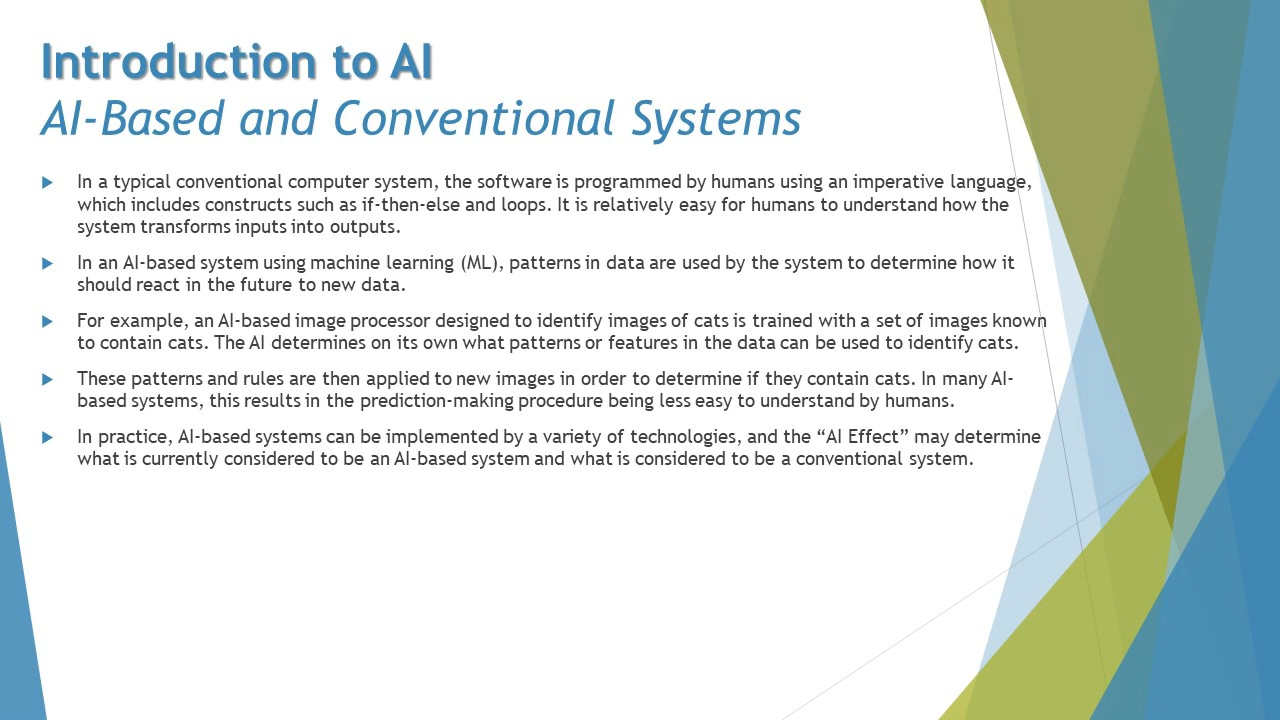 Introduction to AI
AI-Based and Conventional Systems
In a typical conventional computer system, the software is programmed by humans using an imperative language,
which includes constructs such as if-then-else and loops. It is relatively easy for humans to understand how the
system transforms inputs into outputs.
In an AI-based system using machine learning (ML), patterns in data are used by the system to determine how it
should react in the future to new data.
For example, an AI-based image processor designed to identify images of cats is trained with a set of images known
to contain cats. The AI determines on its own what patterns or features in the data can be used to identify cats.
These patterns and rules are then applied to new images in order to determine if they contain cats. In many AI-
based systems, this results in the prediction-making procedure being less easy to understand by humans.
In practice, AI-based systems can be implemented by a variety of technologies, and the “AI Effect” may determine
what is currently considered to be an AI-based system and what is considered to be a conventional system.